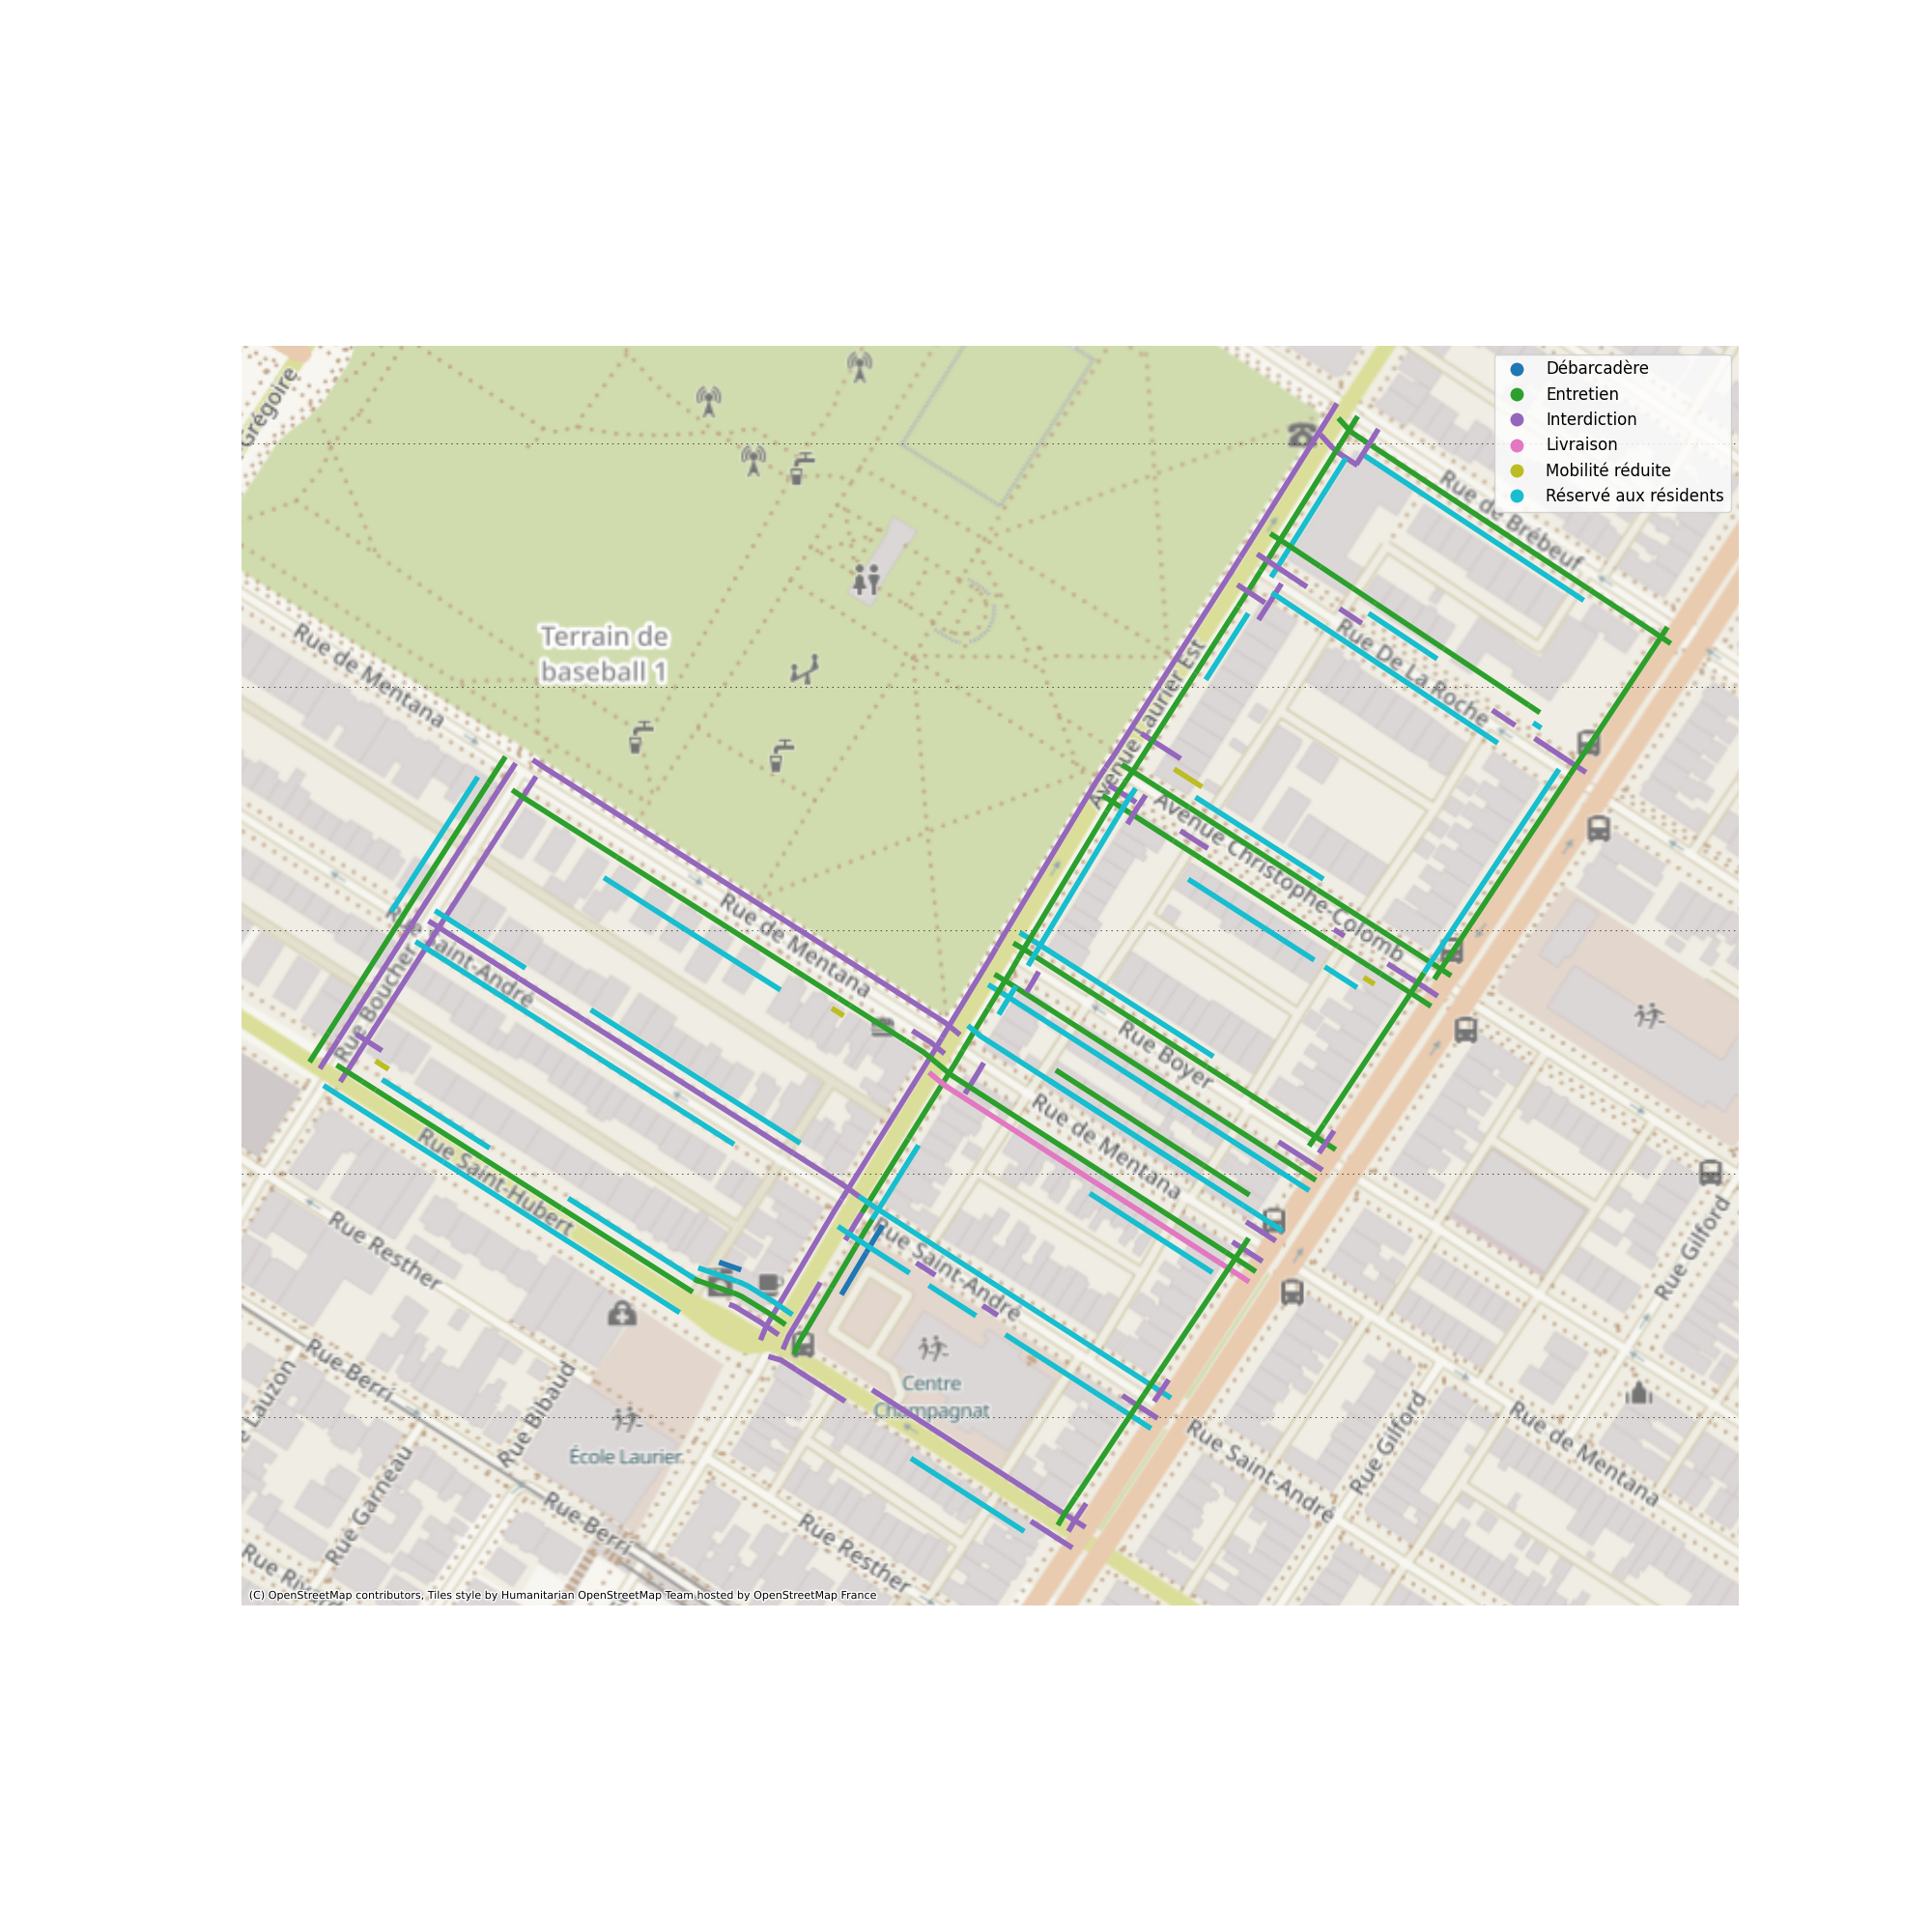 Débarcadère
Entretien
Interdiction
Livraison
Mobilité réduite
Réservé aux résidents
Grégoire
Rue de Brébeuf
Terrain de
baseball 1
Rue de Mentana
Rue De La Roche
Avenue Laurier Est
Avenue Christophe-Colomb
Rue de Mentana
Rue Saint-André
Rue Boucher
Rue Boyer
Rue de Mentana
Rue Saint-Hubert
Rue Resther
Rue Saint-André
Rue Gilford
Rue Berri
Lauzon
Rue Bibaud
Centre
Champagnat
École Laurier
Rue Garneau
Rue Berri
Rue Resther
Rue Saint-André
Rue Gilford
Rue de Mentana
(C) OpenStreetMap contributors, Tiles style by Humanitarian OpenStreetMap Team hosted by OpenStreetMap France